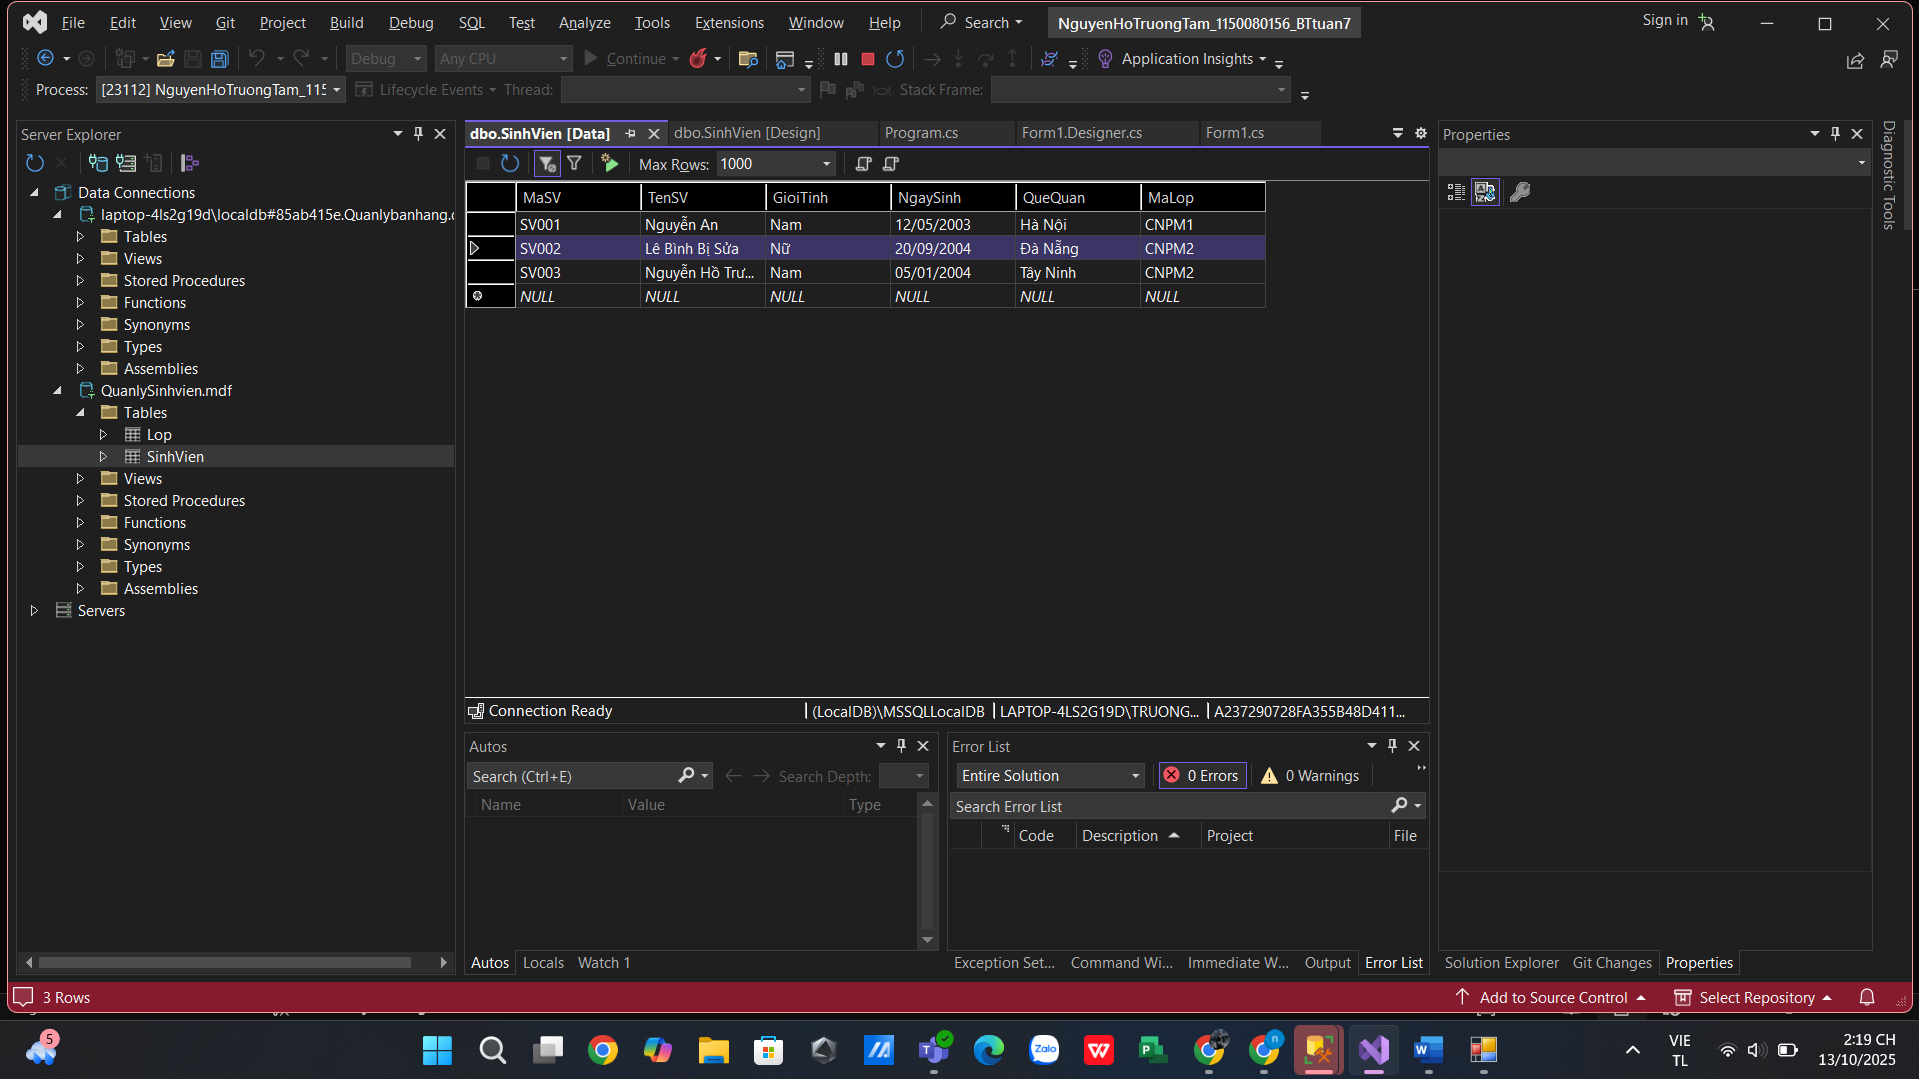 File Edit View Git Project Build Debug SQL Test Analyze Tools Extensions Window Help Search NguyenHoTruongTam_1150080156_BTtuan7 Sign in
Debug Any CPU Continue Application Insights
Process: [23112] NguyenHoTruongTam_115 Lifecycle Events Thread: Stack Frame:
Server Explorer
Data Connections
laptop-4ls2g19d\localdb#85ab415e.Quanlybanhang.
Tables
Views
Stored Procedures
Functions
Synonyms
Types
Assemblies
QuanlySinhvien.mdf
Tables
Lop
SinhVien
Views
Stored Procedures
Functions
Synonyms
Types
Assemblies
Servers
dbo.SinhVien [Data] dbo.SinhVien [Design] Program.cs Form1.Designer.cs Form1.cs
Max Rows: 1000
MaSV TenSV GioiTinh NgaySinh QueQuan MaLop
SV001 Nguyễn An Nam 12/05/2003 Hà Nội CNPM1
SV002 Lê Bình Bị Sửa Nữ 20/09/2004 Đà Nẵng CNPM2
SV003 Nguyễn Hồ Trư... Nam 05/01/2004 Tây Ninh CNPM2
NULL NULL NULL NULL NULL NULL
Connection Ready (LocalDB)\MSSQLLocalDB LAPTOP-4LS2G19D\TRUONG... A237290728FA355B48D411...
Autos
Search (Ctrl+E) Search Depth:
Name Value Type
Autos Locals Watch 1
Error List
Entire Solution 0 Errors 0 Warnings
Search Error List
Code Description Project File
Exception Set... Command Wi... Immediate W... Output Error List
Properties
Diagnostic Tools
Solution Explorer Git Changes Properties
3 Rows Add to Source Control Select Repository
5
Zalo
n
VIE
TL
2:19 CH
13/10/2025